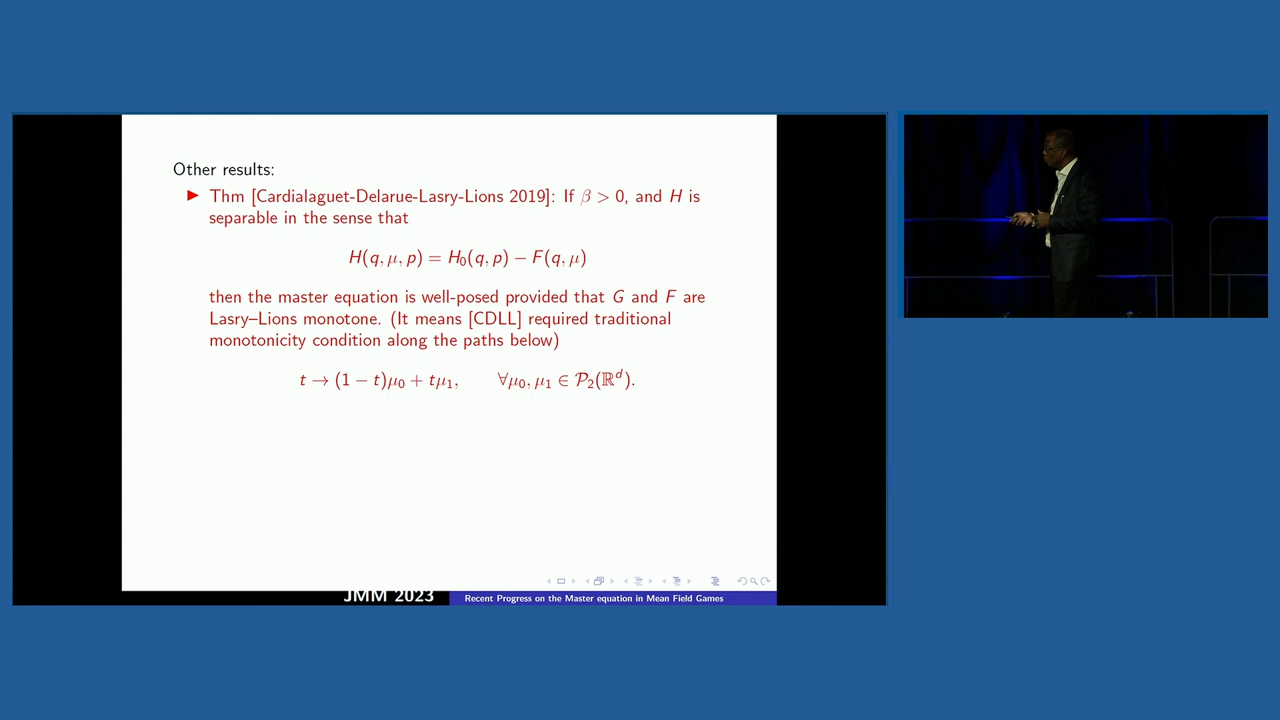 Other results:
▶ Thm [Cardialaguet-Delarue-Lasry-Lions 2019]: If β > 0, and H is
separable in the sense that
H(q, μ, p) = H₀(q, p) − F(q, μ)
then the master equation is well-posed provided that G and F are
Lasry–Lions monotone. (It means [CDLL] required traditional
monotonicity condition along the paths below)
t → (1 − t)μ₀ + tμ₁, ∀μ₀, μ₁ ∈ 𝒫₂(ℝᵈ).
JMM 2023
Recent Progress on the Master equation in Mean Field Games